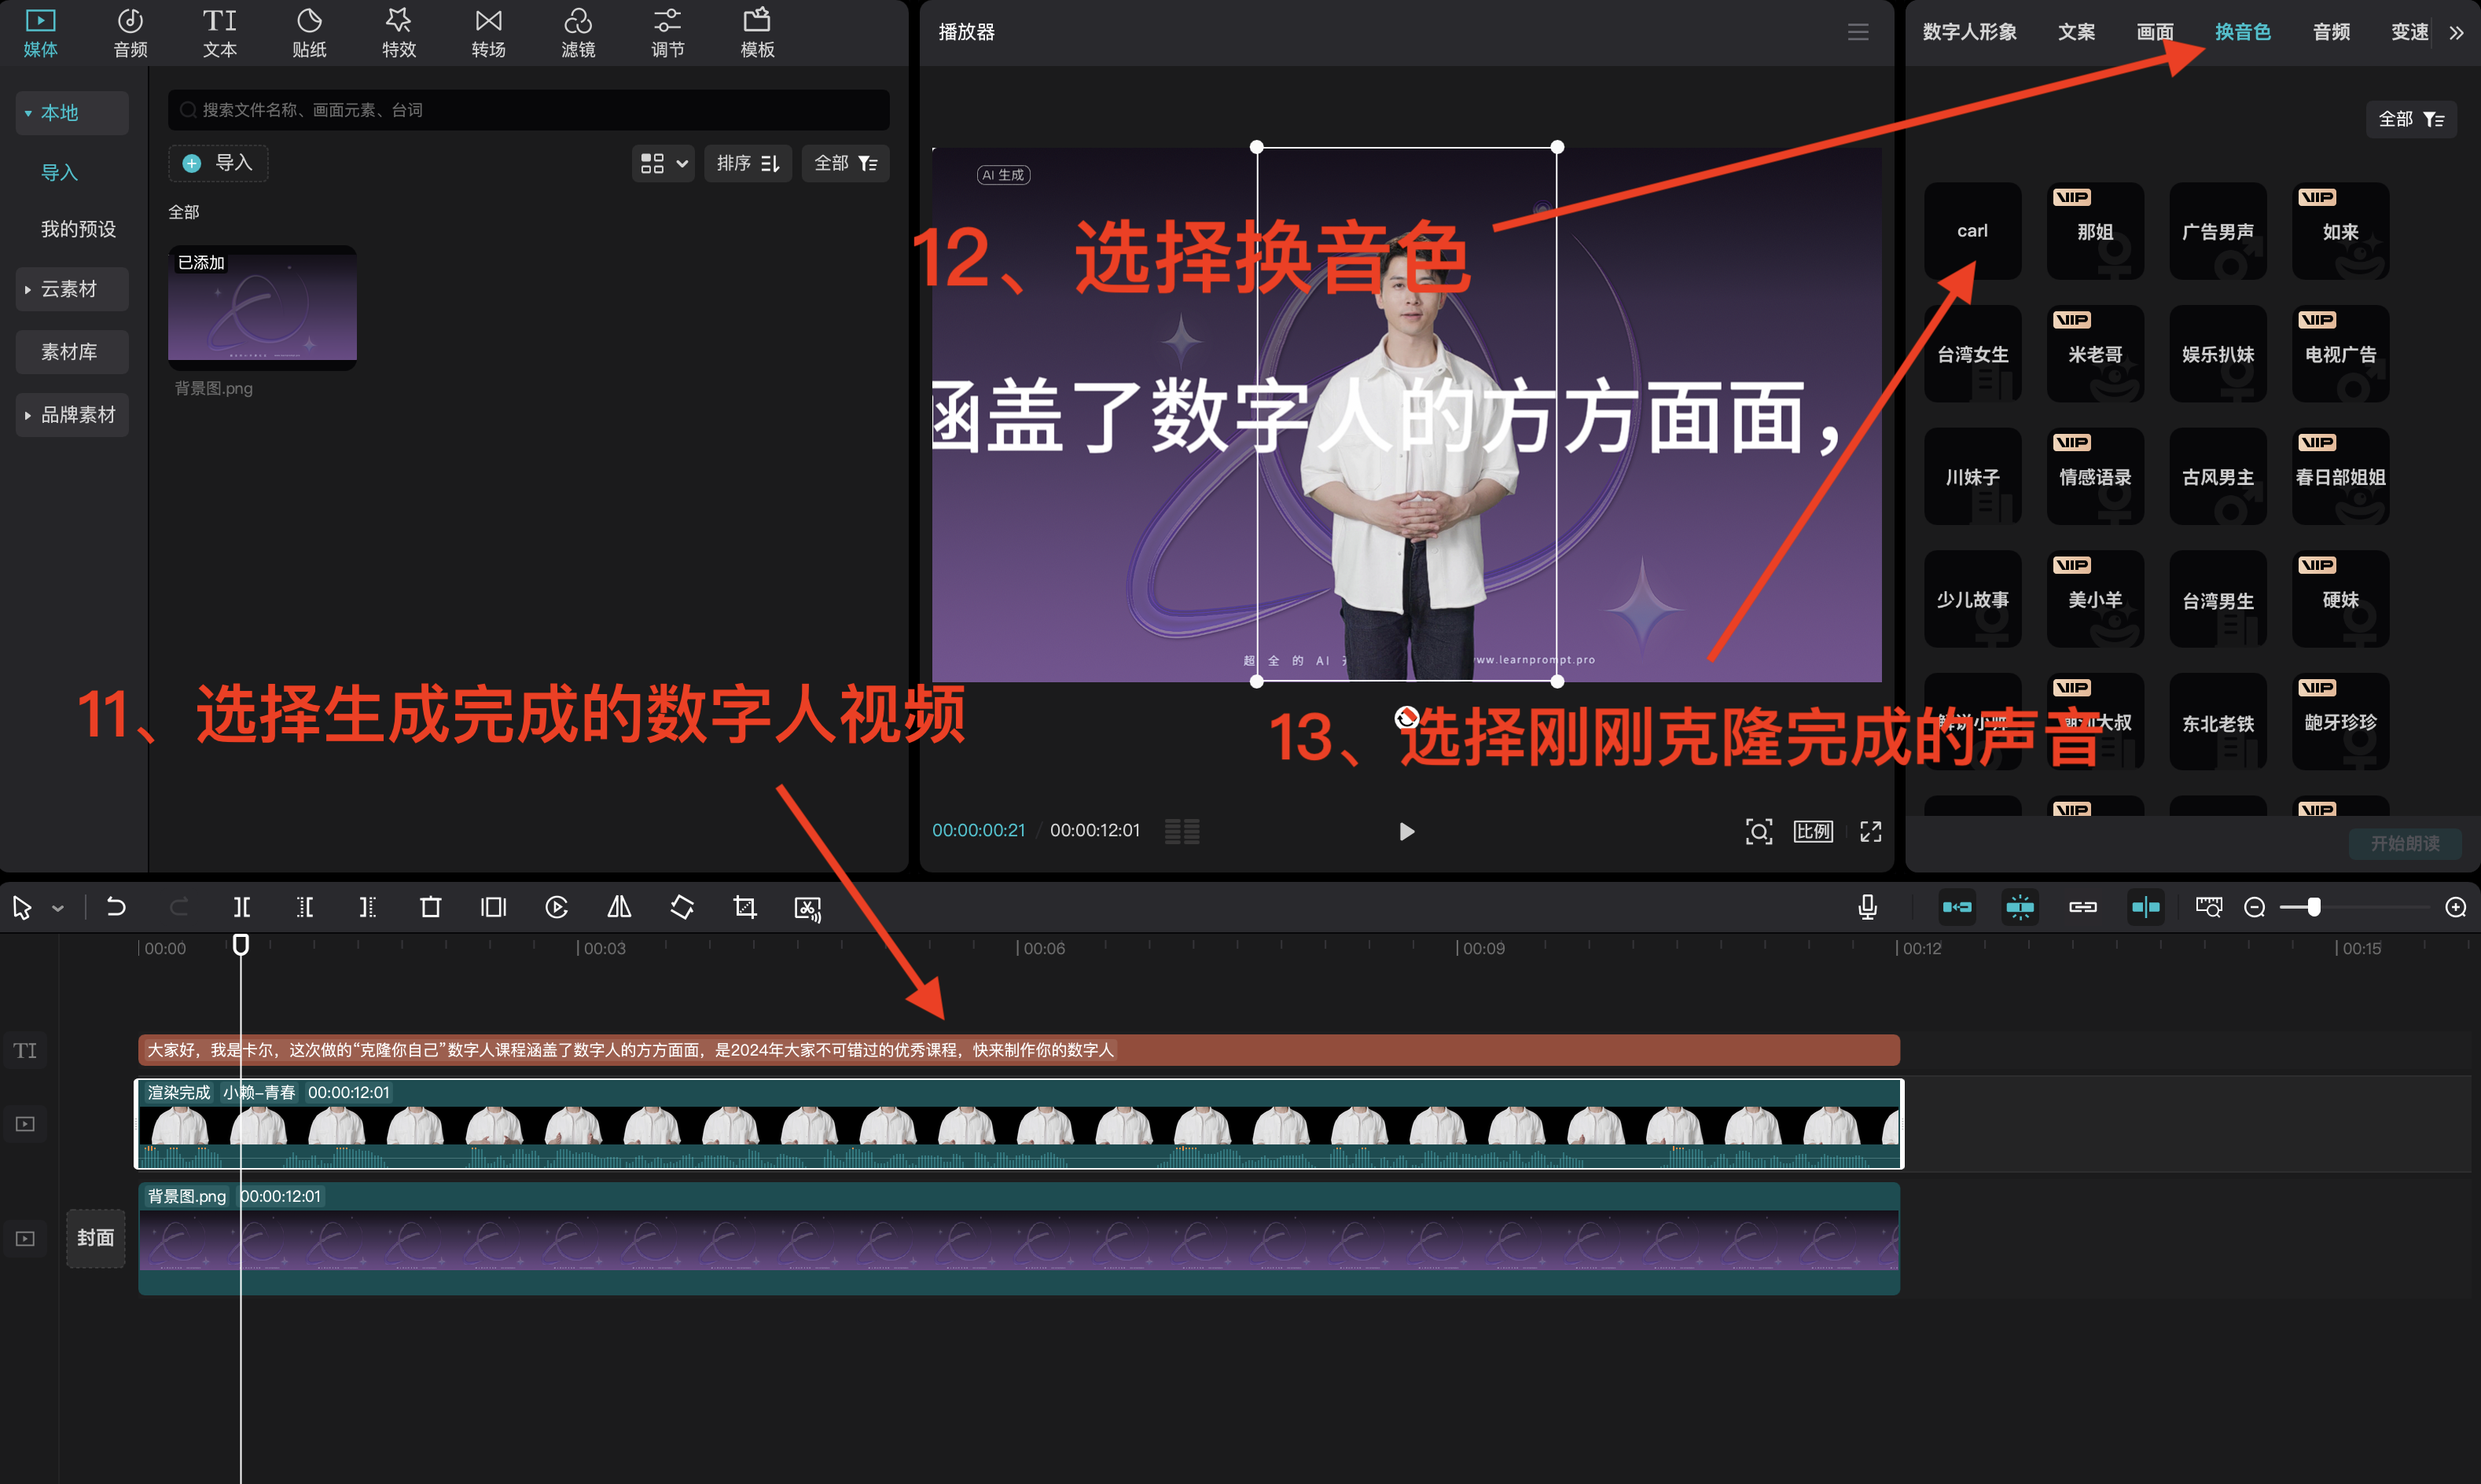 媒体
音频
文本
贴纸
特效
转场
滤镜
调节
模板
本地
导入
我的预设
云素材
素材库
品牌素材
搜索文件名称、画面元素、台词
导入
排序
全部
全部
已添加
背景图.png
播放器
AI 生成
12、选择换音色
涵盖了数字人的方方面面，
超 全 的 AI
www.learnprompt.pro
11、选择生成完成的数字人视频
13、选择刚刚克隆完成的声音
00:00:00:21 / 00:00:12:01
比例
数字人形象
文案
画面
换音色
音频
变速
全部
carl
VIP
那姐
广告男声
VIP
如来
台湾女生
VIP
米老哥
娱乐扒妹
VIP
电视广告
川妹子
VIP
情感语录
古风男主
VIP
春日部姐姐
少儿故事
VIP
美小羊
台湾男生
VIP
硬妹
解说小帅
VIP
大叔
东北老铁
VIP
龅牙珍珍
VIP
VIP
开始朗读
00:00
00:03
00:06
00:09
00:12
00:15
TI
大家好，我是卡尔，这次做的“克隆你自己”数字人课程涵盖了数字人的方方面面，是2024年大家不可错过的优秀课程，快来制作你的数字人
渲染完成 小赖-青春 00:00:12:01
封面
背景图.png 00:00:12:01